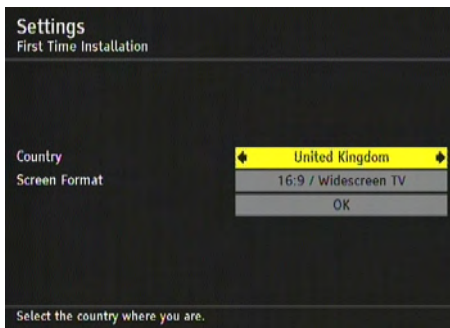 Settings
First Time Installation
Country United Kingdom
Screen Format 16:9 / Widescreen TV
OK
Select the country where you are.